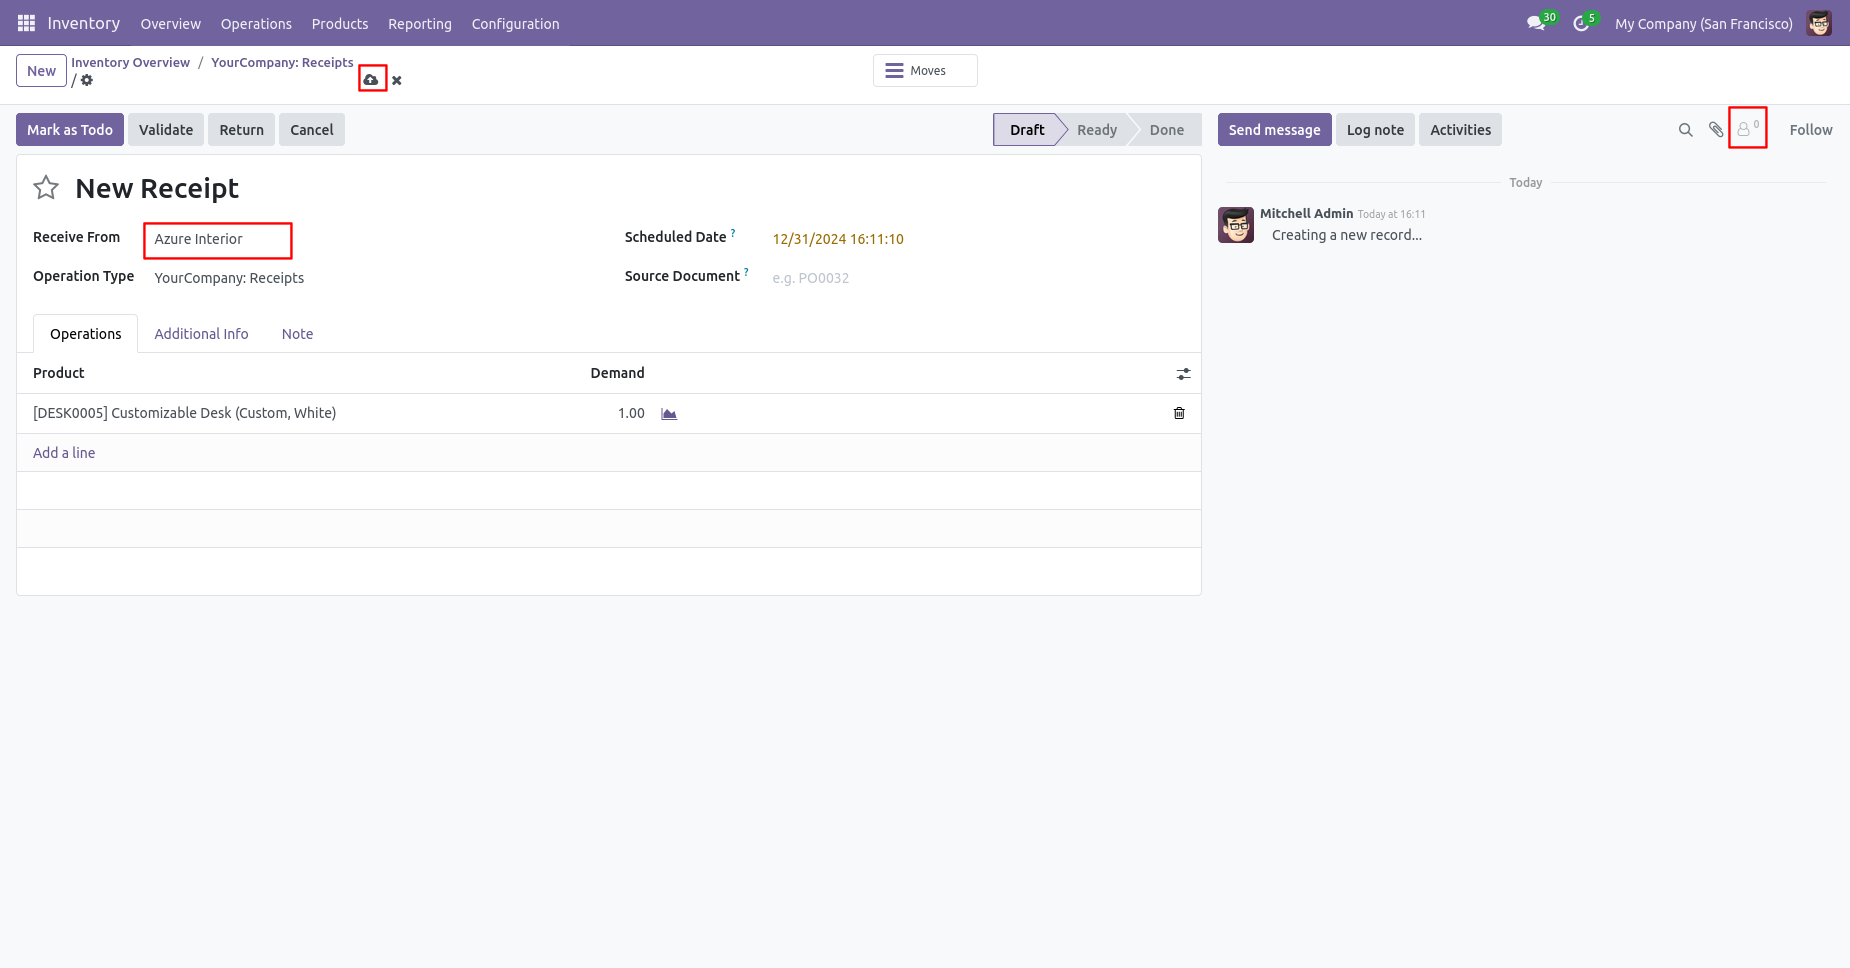 Inventory Overview Operations Products Reporting Configuration 30 5 My Company (San Francisco)
New Inventory Overview / YourCompany: Receipts
/
Moves
Mark as Todo Validate Return Cancel Draft Ready Done Send message Log note Activities 0 Follow
New Receipt
Receive From Azure Interior Scheduled Date ? 12/31/2024 16:11:10
Operation Type YourCompany: Receipts Source Document ? e.g. PO0032
Operations Additional Info Note
Product Demand
[DESK0005] Customizable Desk (Custom, White) 1.00
Add a line
Today
Mitchell Admin Today at 16:11
Creating a new record...